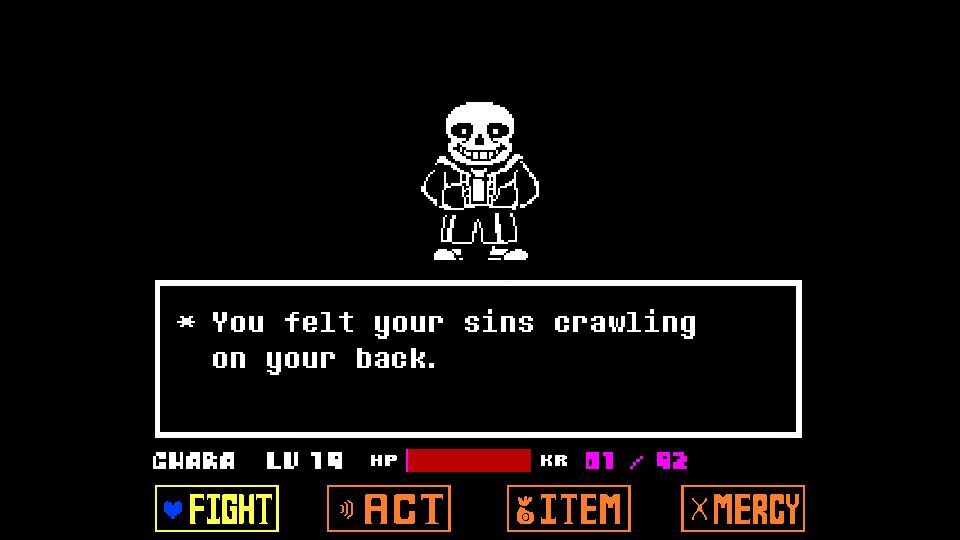 * You felt your sins crawling
on your back.
CHARA LV 19 HP KR 01 / 92
FIGHT ACT ITEM MERCY